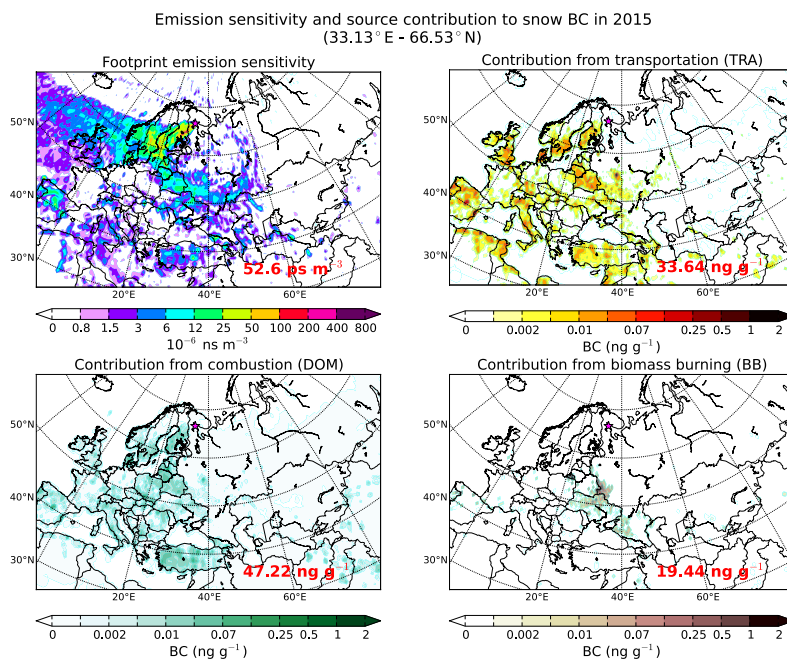 Emission sensitivity and source contribution to snow BC in 2015
(33.13°E - 66.53°N)
Footprint emission sensitivity
50°N
40°N
30°N
20°E 40°E 60°E
52.6 ps m⁻³
0 0.8 1.5 3 6 12 25 50 100 200 400 800
10⁻⁶ ns m⁻³
Contribution from transportation (TRA)
50°N
40°N
30°N
20°E 40°E 60°E
33.64 ng g⁻¹
0 0.002 0.01 0.07 0.25 0.5 1 2
BC (ng g⁻¹)
Contribution from combustion (DOM)
50°N
40°N
30°N
20°E 40°E 60°E
47.22 ng g⁻¹
0 0.002 0.01 0.07 0.25 0.5 1 2
BC (ng g⁻¹)
Contribution from biomass burning (BB)
50°N
40°N
30°N
20°E 40°E 60°E
19.44 ng g⁻¹
0 0.002 0.01 0.07 0.25 0.5 1 2
BC (ng g⁻¹)